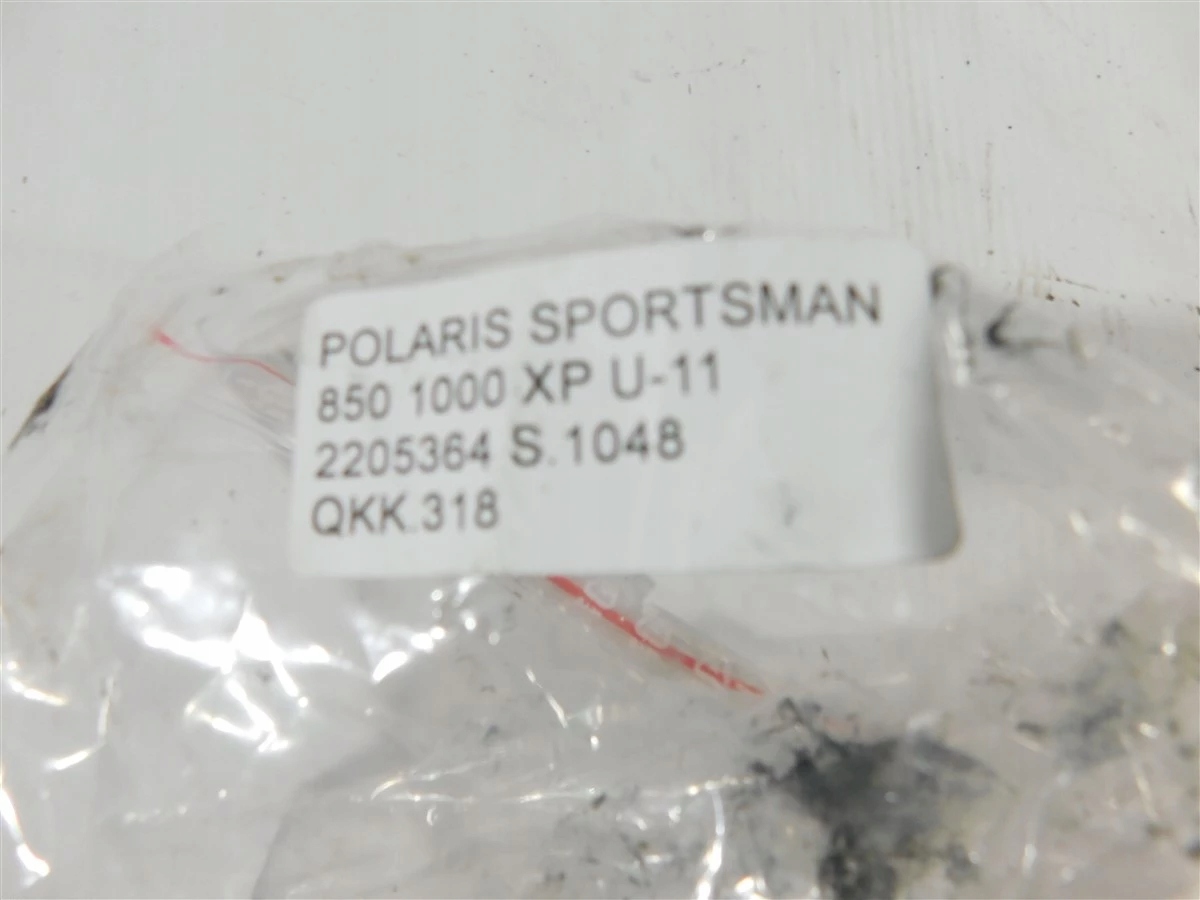 POLARIS SPORTSMAN
850 1000 XP U-11
2205364 S.1048
QKK.318